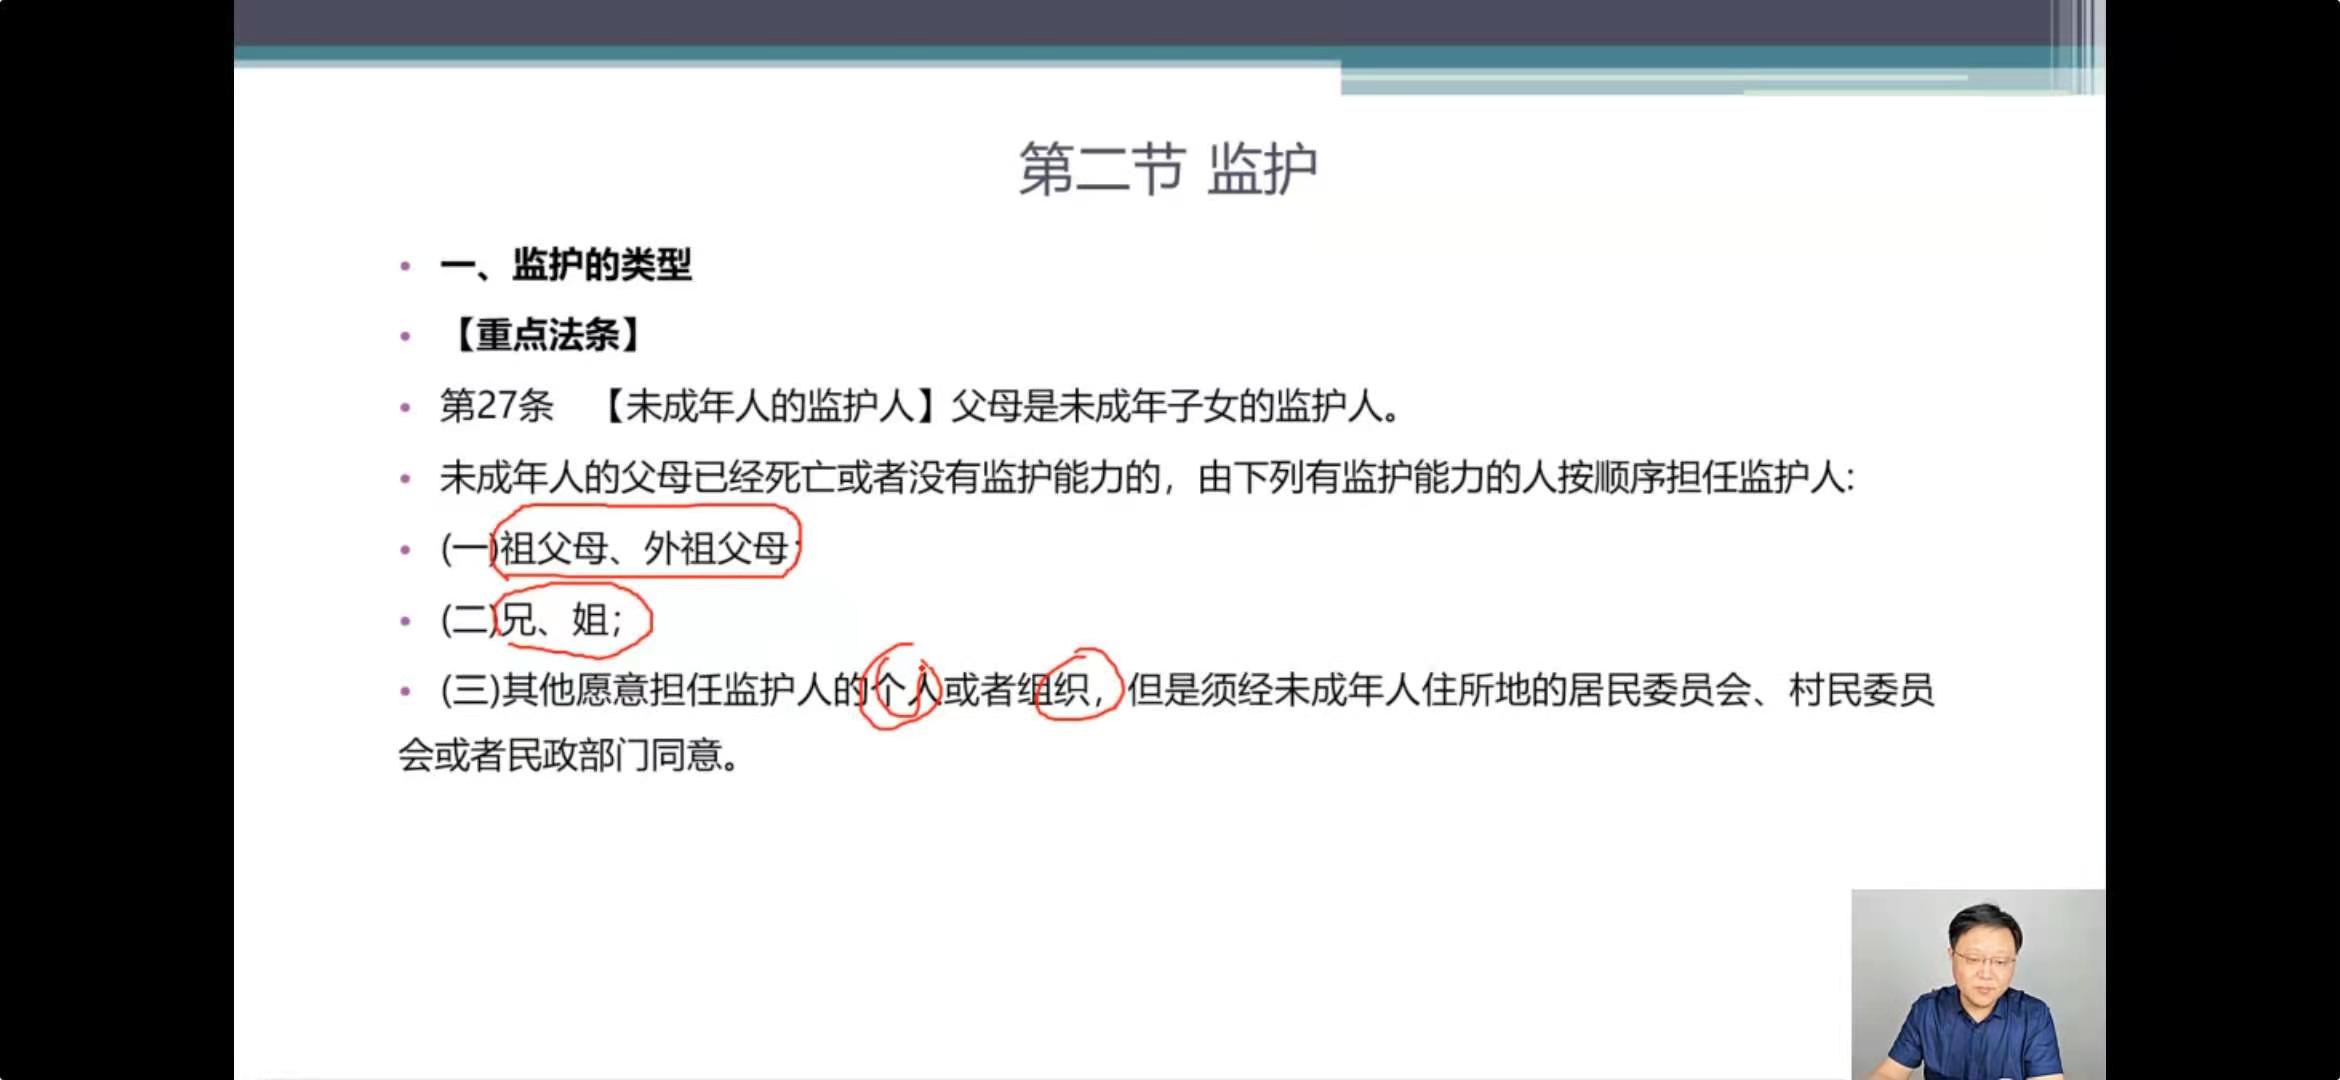 第二节 监护
一、监护的类型
【重点法条】
第27条 【未成年人的监护人】父母是未成年子女的监护人。
未成年人的父母已经死亡或者没有监护能力的，由下列有监护能力的人按顺序担任监护人:
(一)祖父母、外祖父母;
(二)兄、姐;
(三)其他愿意担任监护人的个人或者组织，但是须经未成年人住所地的居民委员会、村民委员
会或者民政部门同意。